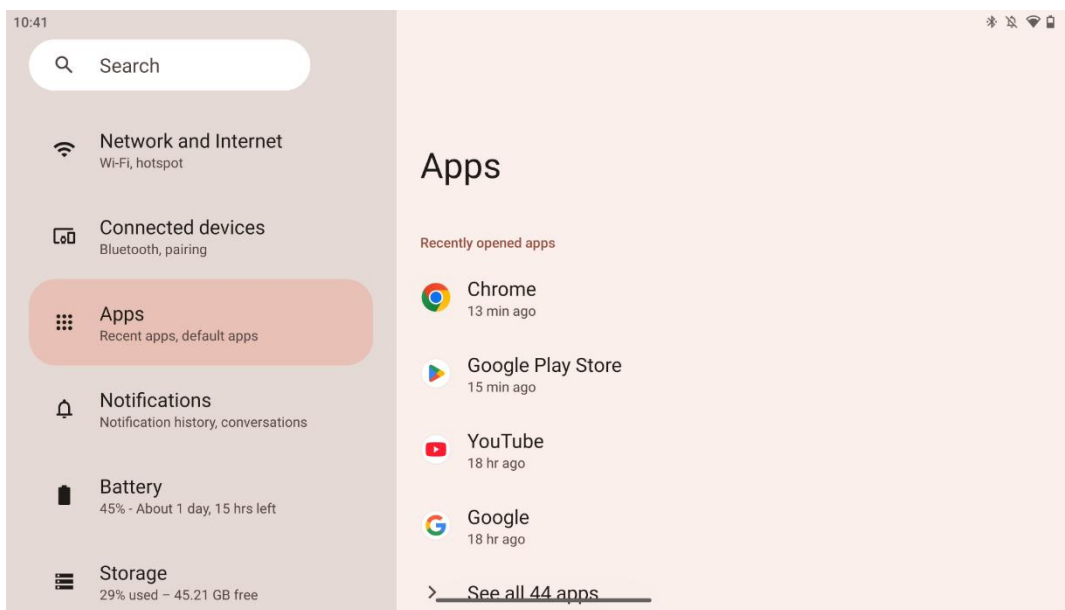 10:41
Search
Network and Internet
Wi-Fi, hotspot
Connected devices
Bluetooth, pairing
Apps
Recent apps, default apps
Notifications
Notification history, conversations
Battery
45% - About 1 day, 15 hrs left
Storage
29% used – 45.21 GB free
Apps
Recently opened apps
Chrome
13 min ago
Google Play Store
15 min ago
YouTube
18 hr ago
Google
18 hr ago
See all 44 apps